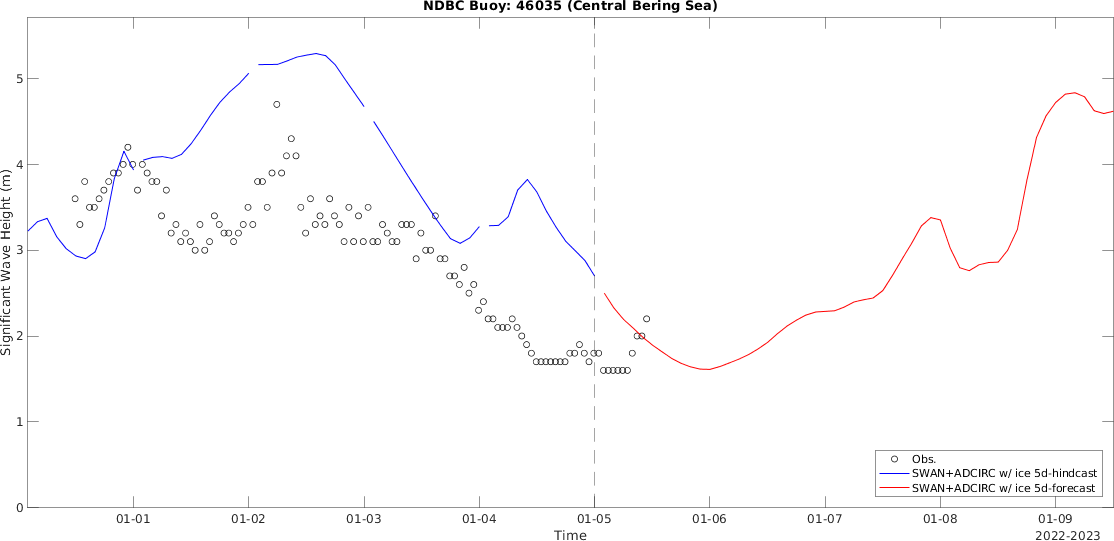 NDBC Buoy: 46035 (Central Bering Sea)
Significant Wave Height (m)
5
4
3
2
1
0
01-01 01-02 01-03 01-04 01-05 01-06 01-07 01-08 01-09
Time
2022-2023
Obs.
SWAN+ADCIRC w/ ice 5d-hindcast
SWAN+ADCIRC w/ ice 5d-forecast